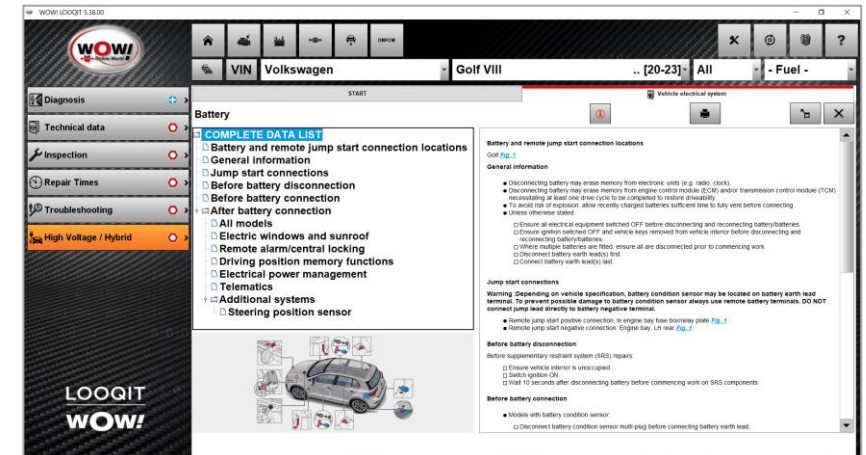 WOW! LOOQIT 5.38.00
WOW!
Online World
OBFCM
?
VIN Volkswagen Golf VIII .. [20-23] All - Fuel -
START
Vehicle electrical system
Diagnosis
Technical data
Inspection
Repair Times
Troubleshooting
High Voltage / Hybrid
LOOQIT
WOW!
Battery
COMPLETE DATA LIST
Battery and remote jump start connection locations
General information
Jump start connections
Before battery disconnection
Before battery connection
After battery connection
All models
Electric windows and sunroof
Remote alarm/central locking
Driving position memory functions
Electrical power management
Telematics
Additional systems
Steering position sensor
Battery and remote jump start connection locations
Golf Fig. 1
General information
Disconnecting battery may erase memory from electronic units (e.g. radio, clock).
Disconnecting battery may erase memory from engine control module (ECM) and/or transmission control module (TCM)
necessitating at least one drive cycle to be completed to restore driveability.
To avoid risk of explosion, allow recently charged batteries sufficient time to fully vent before connecting.
Unless otherwise stated:
Ensure all electrical equipment switched OFF before disconnecting and reconnecting battery/batteries.
Ensure ignition switched OFF and vehicle keys removed from vehicle interior before disconnecting and
reconnecting battery/batteries.
Where multiple batteries are fitted, ensure all are disconnected prior to commencing work.
Disconnect battery earth lead(s) first.
Connect battery earth lead(s) last.
Jump start connections
Warning :Depending on vehicle specification, battery condition sensor may be located on battery earth lead
terminal. To prevent possible damage to battery condition sensor always use remote battery terminals. DO NOT
connect jump lead directly to battery negative terminal.
Remote jump start positive connection: In engine bay fuse box/relay plate Fig. 1
Remote jump start negative connection: Engine bay, LH rear Fig. 1
Before battery disconnection
Before supplementary restraint system (SRS) repairs:
Ensure vehicle interior is unoccupied.
Switch ignition ON.
Wait 10 seconds after disconnecting battery before commencing work on SRS components.
Before battery connection
Models with battery condition sensor:
Disconnect battery condition sensor multi-plug before connecting battery earth lead.